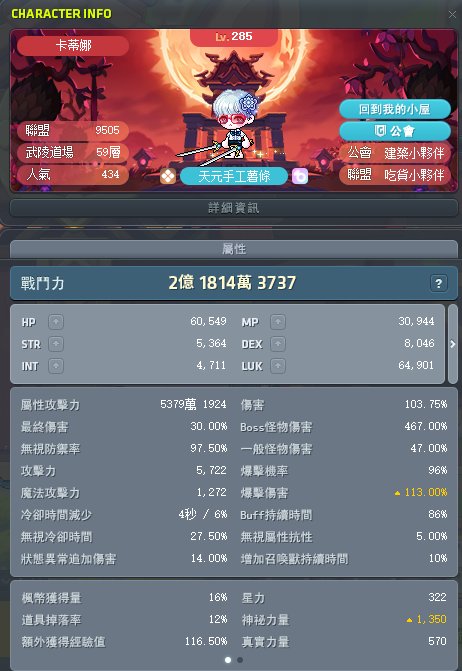 CHARACTER INFO
卡蒂娜
Lv. 285
回到我的小屋
公會
聯盟 9505
武陵道場 59層
人氣 434
公會 建築小夥伴
聯盟 吃貨小夥伴
天元手工薯條
詳細資訊
屬性
戰鬥力 2億 1814萬 3737 ?
HP 60,549 MP 30,944
STR 5,364 DEX 8,046
INT 4,711 LUK 64,901
屬性攻擊力 5379萬 1924 傷害 103.75%
最終傷害 30.00% Boss怪物傷害 467.00%
無視防禦率 97.50% 一般怪物傷害 47.00%
攻擊力 5,722 爆擊機率 96%
魔法攻擊力 1,272 爆擊傷害 113.00%
冷卻時間減少 4秒 / 6% Buff持續時間 86%
無視冷卻時間 27.50% 無視屬性抗性 5.00%
狀態異常追加傷害 14.00% 增加召喚獸持續時間 10%
楓幣獲得量 16% 星力 322
道具掉落率 12% 神祕力量 1,350
額外獲得經驗值 116.50% 真實力量 570